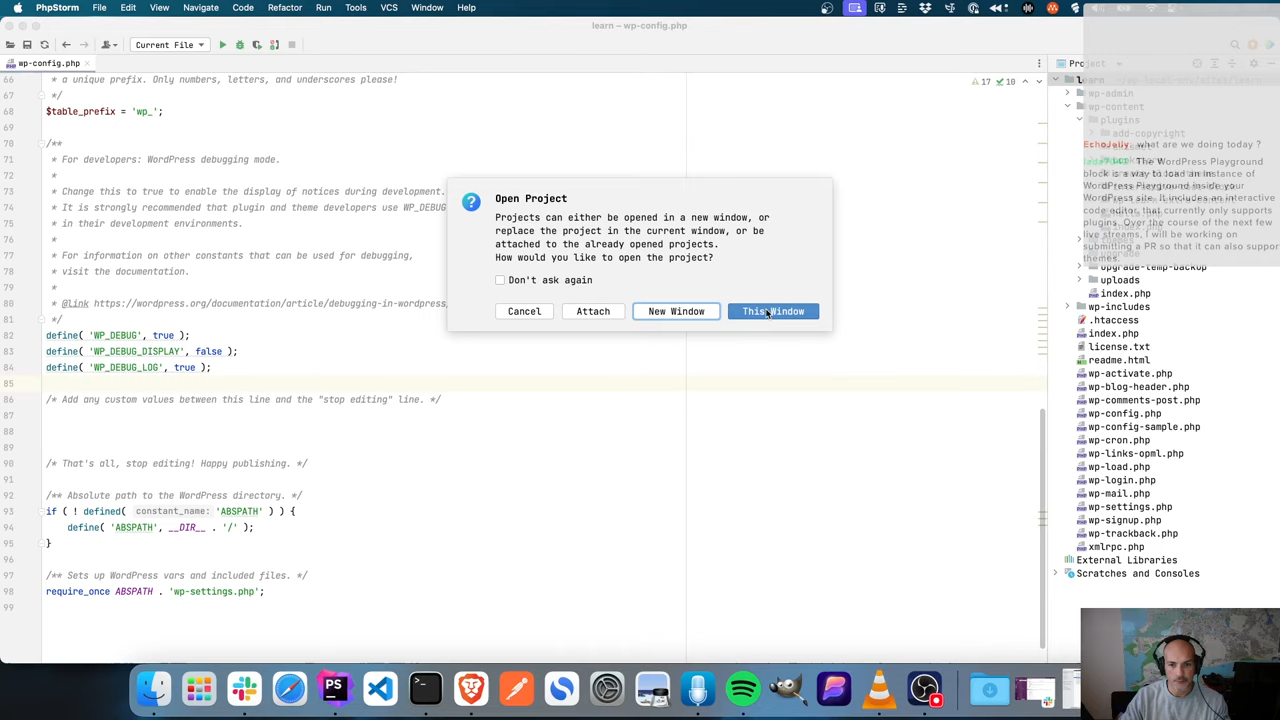 PhpStorm File Edit View Navigate Code Refactor Run Tools VCS Window Help
learn – wp-config.php
Current File
wp-config.php
Project
17 10
66 * a unique prefix. Only numbers, letters, and underscores please!
67 */
68 $table_prefix = 'wp_';
69
70 /**
71 * For developers: WordPress debugging mode.
72 *
73 * Change this to true to enable the display of notices during development.
74 * It is strongly recommended that plugin and theme developers use WP_DEBUG
75 * in their development environments.
76 *
77 * For information on other constants that can be used for debugging,
78 * visit the documentation.
79 *
80 * @link https://wordpress.org/documentation/article/debugging-in-wordpress
81 */
82 define( 'WP_DEBUG', true );
83 define( 'WP_DEBUG_DISPLAY', false );
84 define( 'WP_DEBUG_LOG', true );
85
86 /* Add any custom values between this line and the "stop editing" line. */
87
88
89
90 /* That's all, stop editing! Happy publishing. */
91
92 /** Absolute path to the WordPress directory. */
93 if ( ! defined( constant_name: 'ABSPATH' ) ) {
94 define( 'ABSPATH', __DIR__ . '/' );
95 }
96
97 /** Sets up WordPress vars and included files. */
98 require_once ABSPATH . 'wp-settings.php';
99
Open Project
Projects can either be opened in a new window, or
replace the project in the current window, or be
attached to the already opened projects.
How would you like to open the project?
Don't ask again
Cancel Attach New Window This Window
learn
wp-admin
wp-content
plugins
add-copyright
EchoJelly what are we doing today ?
The WordPress Playground
block is a way to load an instance
of WordPress Playground inside your
WordPress site. It includes an interactive
code editor, that currently only supports
plugins. Over the course of the next few
live streams, I will be working on
submitting a PR so that it can also support
themes.
upgrade-temp-backup
uploads
index.php
wp-includes
.htaccess
index.php
license.txt
readme.html
wp-activate.php
wp-blog-header.php
wp-comments-post.php
wp-config.php
wp-config-sample.php
wp-cron.php
wp-links-opml.php
wp-load.php
wp-login.php
wp-mail.php
wp-settings.php
wp-signup.php
wp-trackback.php
xmlrpc.php
External Libraries
Scratches and Consoles
PS